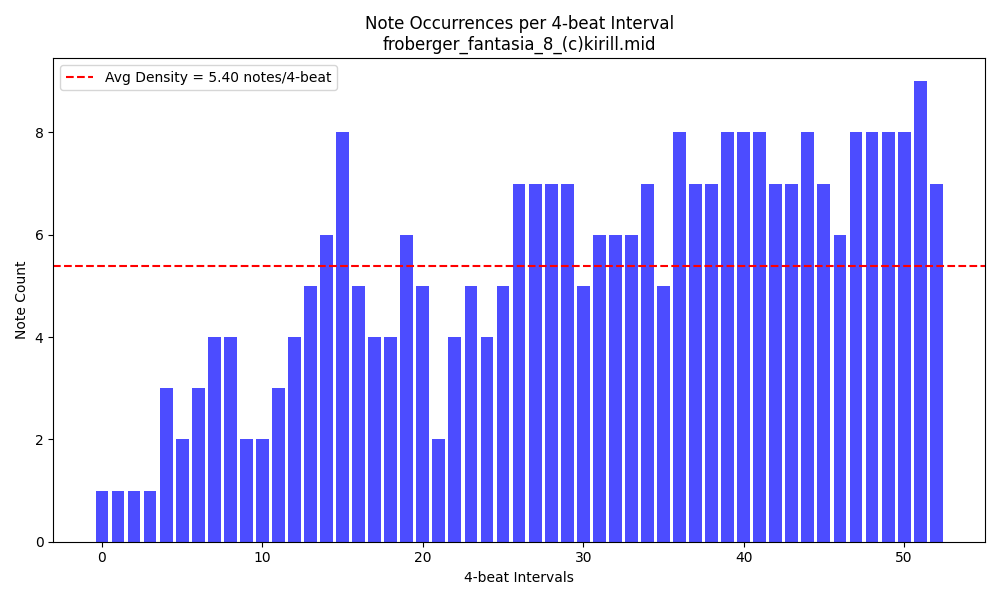 Note Occurrences per 4-beat Interval
froberger_fantasia_8_(c)kirill.mid
Avg Density = 5.40 notes/4-beat
Note Count
8
6
4
2
0
0 10 20 30 40 50
4-beat Intervals